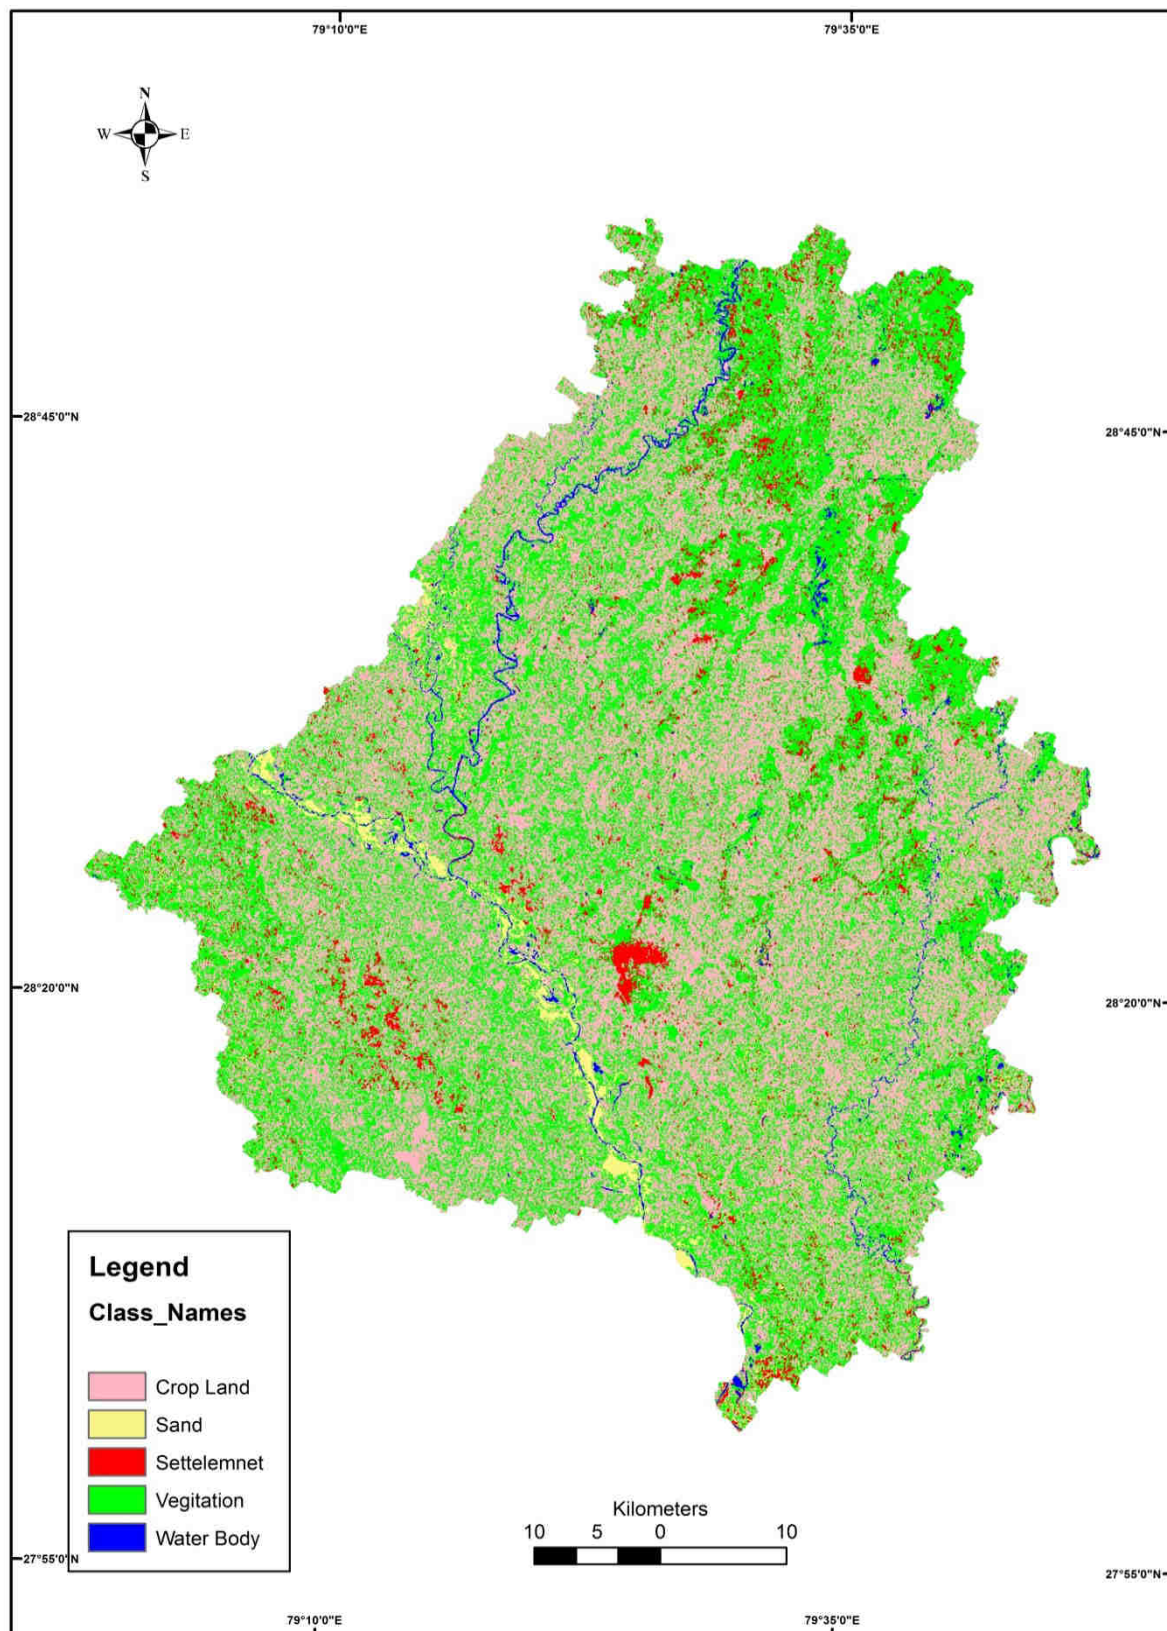 79°10'0"E 79°35'0"E
N
W E
S
28°45'0"N
28°45'0"N
28°20'0"N
28°20'0"N
Legend
Class_Names
Crop Land
Sand
Settelemnet
Vegitation
Water Body
Kilometers
10 5 0 10
27°55'0"N
27°55'0"N
79°10'0"E 79°35'0"E